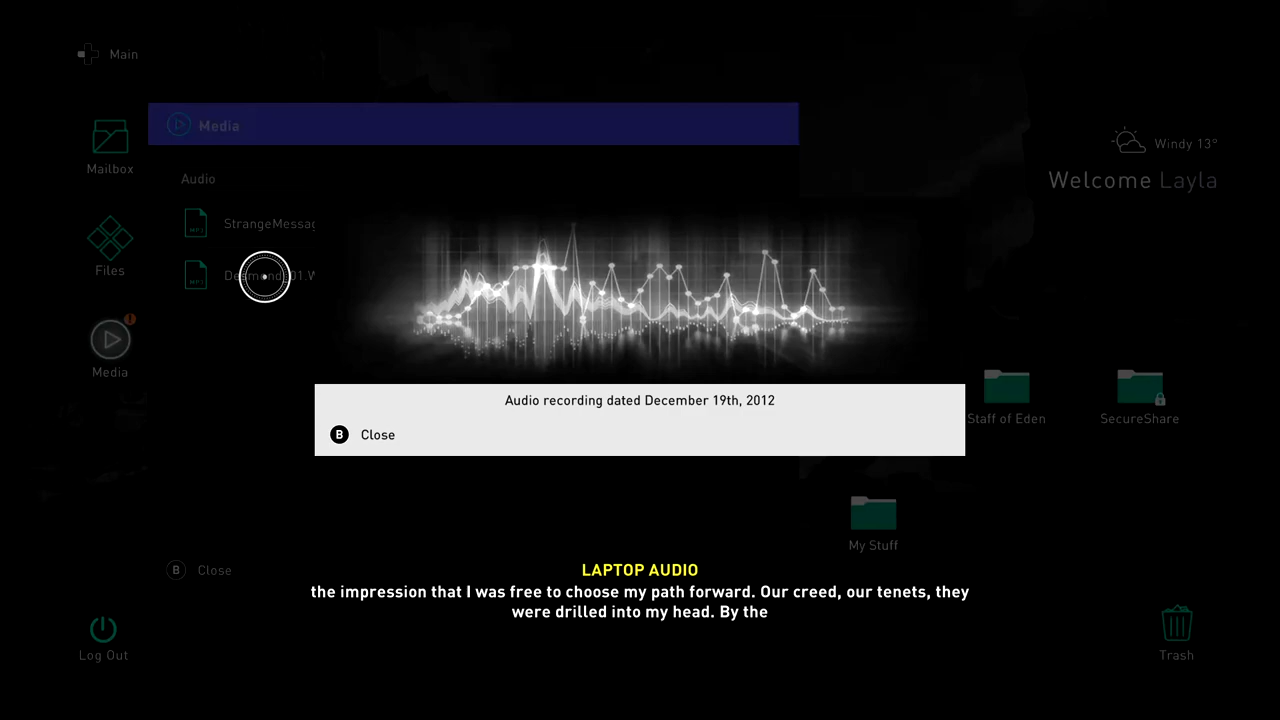 Main
Media
Mailbox
Windy 13°
Welcome Layla
Audio
StrangeMessag
Files
Media
Audio recording dated December 19th, 2012
B Close
Staff of Eden
SecureShare
My Stuff
B Close
LAPTOP AUDIO
the impression that I was free to choose my path forward. Our creed, our tenets, they
were drilled into my head. By the
Log Out
Trash